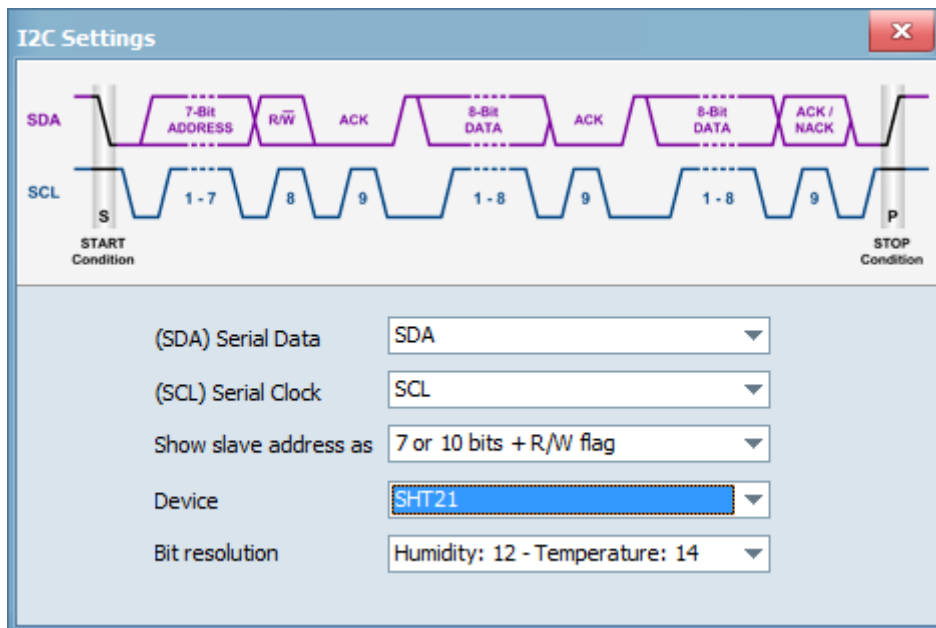 I2C Settings
SDA
7-Bit
ADDRESS
R/W̅
ACK
8-Bit
DATA
ACK
8-Bit
DATA
ACK /
NACK
SCL
1 - 7
8
9
1 - 8
9
1 - 8
9
S
P
START
Condition
STOP
Condition
(SDA) Serial Data
SDA
(SCL) Serial Clock
SCL
Show slave address as
7 or 10 bits + R/W flag
Device
SHT21
Bit resolution
Humidity: 12 - Temperature: 14